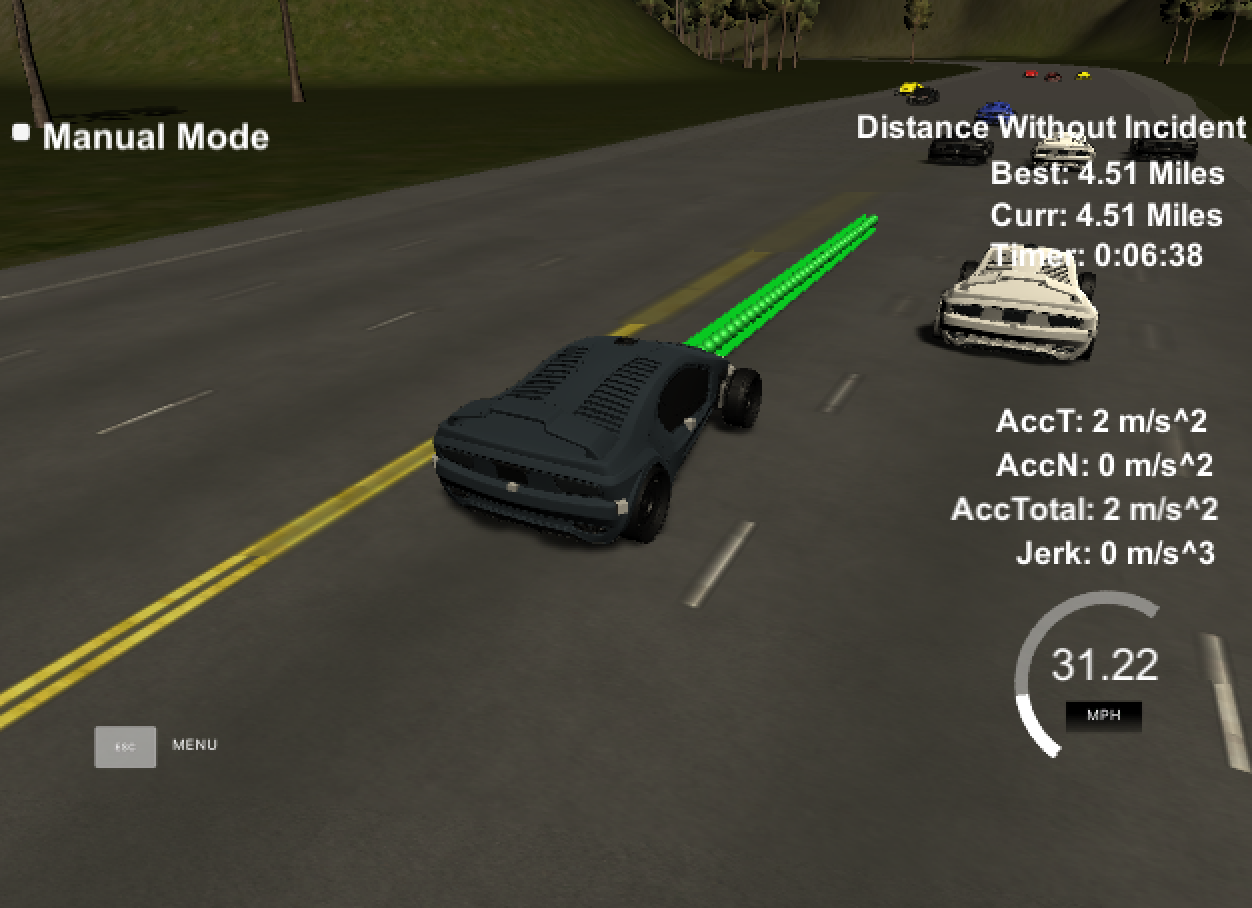 Manual Mode
Distance Without Incident
Best: 4.51 Miles
Curr: 4.51 Miles
Timer: 0:06:38
AccT: 2 m/s^2
AccN: 0 m/s^2
AccTotal: 2 m/s^2
Jerk: 0 m/s^3
31.22
MPH
ESC MENU